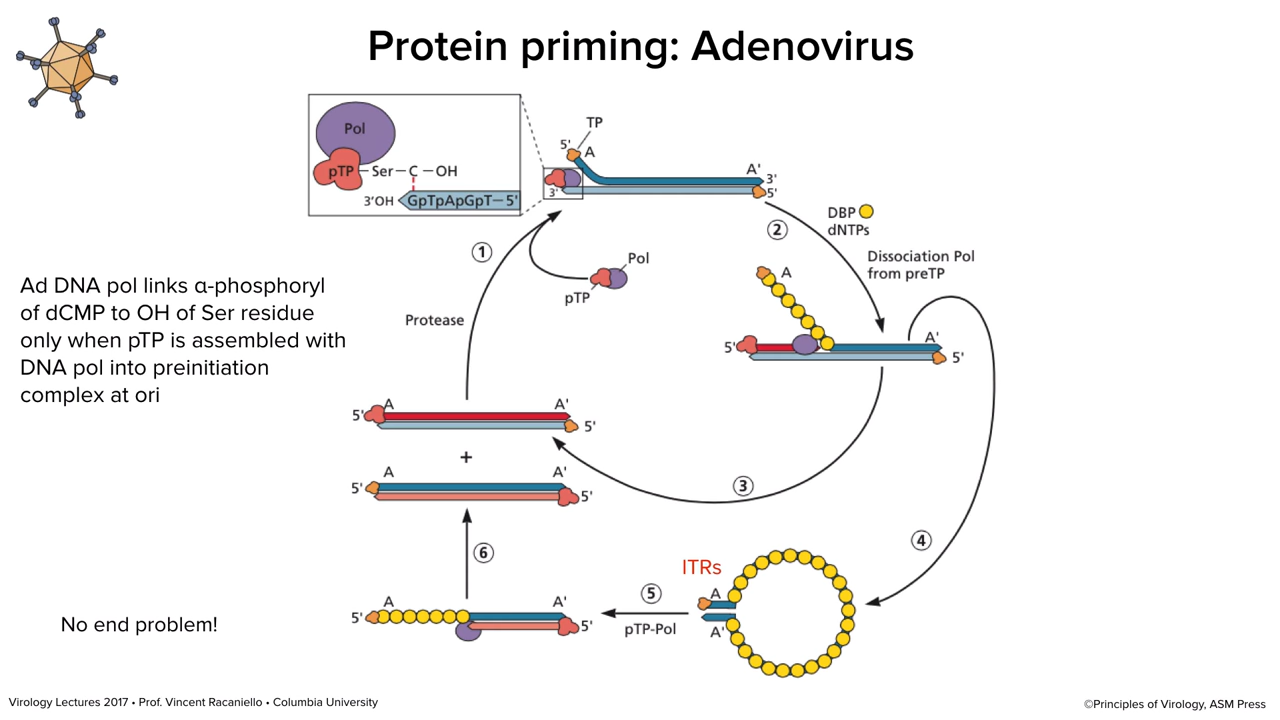 Protein priming: Adenovirus
Pol
pTP
Ser
C
OH
3'OH
GpTpApGpT–5'
TP
5'
A
3'
A'
3'
5'
1
Pol
pTP
Protease
2
DBP
dNTPs
Dissociation Pol
from preTP
A
5'
A'
5'
Ad DNA pol links α-phosphoryl
of dCMP to OH of Ser residue
only when pTP is assembled with
DNA pol into preinitiation
complex at ori
A
A'
5'
5'
+
A
A'
5'
5'
3
4
6
ITRs
A
A'
5
pTP-Pol
A
A'
5'
5'
No end problem!
Virology Lectures 2017 • Prof. Vincent Racaniello • Columbia University
©Principles of Virology, ASM Press